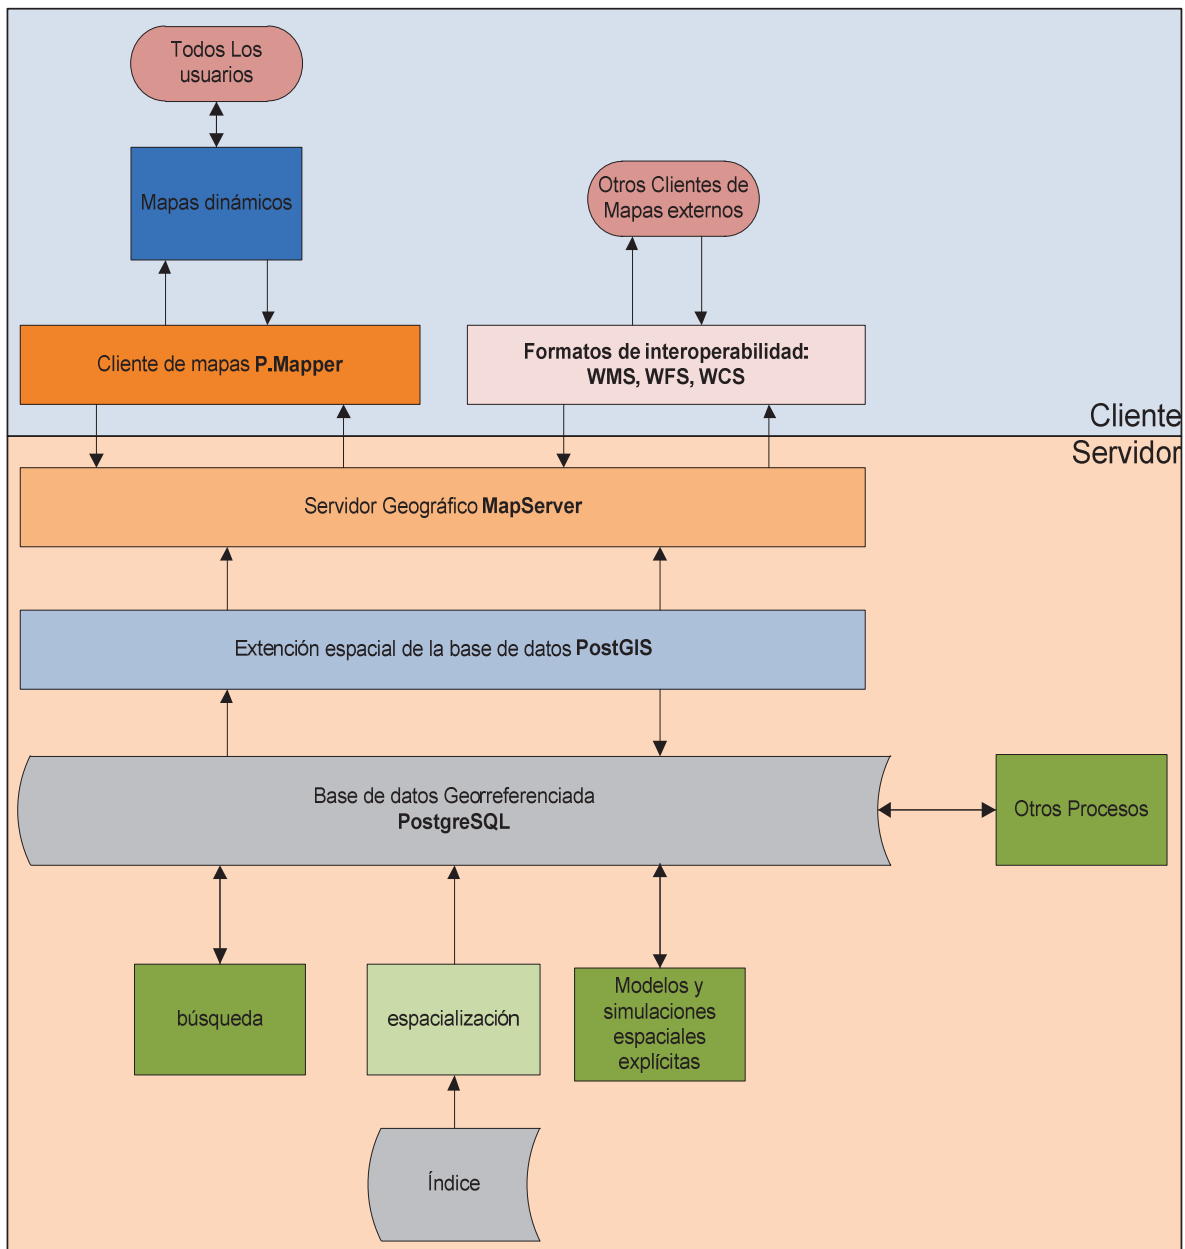 Todos Los
usuarios
Mapas dinámicos
Otros Clientes de
Mapas externos
Cliente de mapas P.Mapper
Formatos de interoperabilidad:
WMS, WFS, WCS
Cliente
Servidor
Servidor Geográfico MapServer
Extención espacial de la base de datos PostGIS
Base de datos Georreferenciada
PostgreSQL
Otros Procesos
búsqueda
espacialización
Modelos y
simulaciones
espaciales
explícitas
Índice